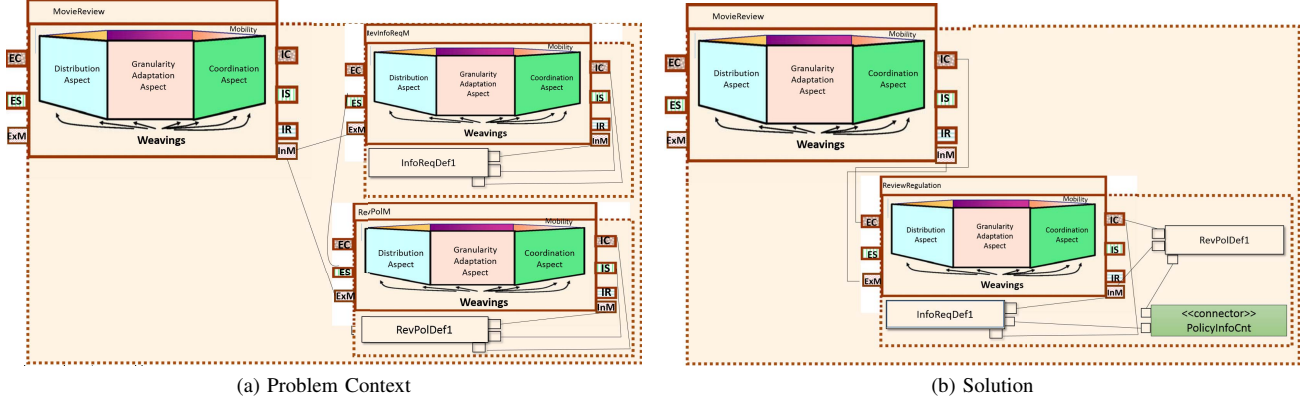 MovieReview
Mobility
EC
ES
ExM
Distribution
Aspect
Granularity
Adaptation
Aspect
Coordination
Aspect
Weavings
IC
IS
IR
InM
RevInfoReqM
Mobility
EC
ES
ExM
Distribution
Aspect
Granularity
Adaptation
Aspect
Coordination
Aspect
Weavings
IC
IS
IR
InM
InfoReqDef1
RevPolM
Mobility
EC
ES
ExM
Distribution
Aspect
Granularity
Adaptation
Aspect
Coordination
Aspect
Weavings
IC
IS
IR
InM
RevPolDef1
(a) Problem Context
MovieReview
Mobility
EC
ES
ExM
Distribution
Aspect
Granularity
Adaptation
Aspect
Coordination
Aspect
Weavings
IC
IS
IR
InM
ReviewRegulation
Mobility
EC
ES
ExM
Distribution
Aspect
Granularity
Adaptation
Aspect
Coordination
Aspect
Weavings
IC
IS
IR
InM
RevPolDef1
InfoReqDef1
<<connector>>
PolicyInfoCnt
(b) Solution